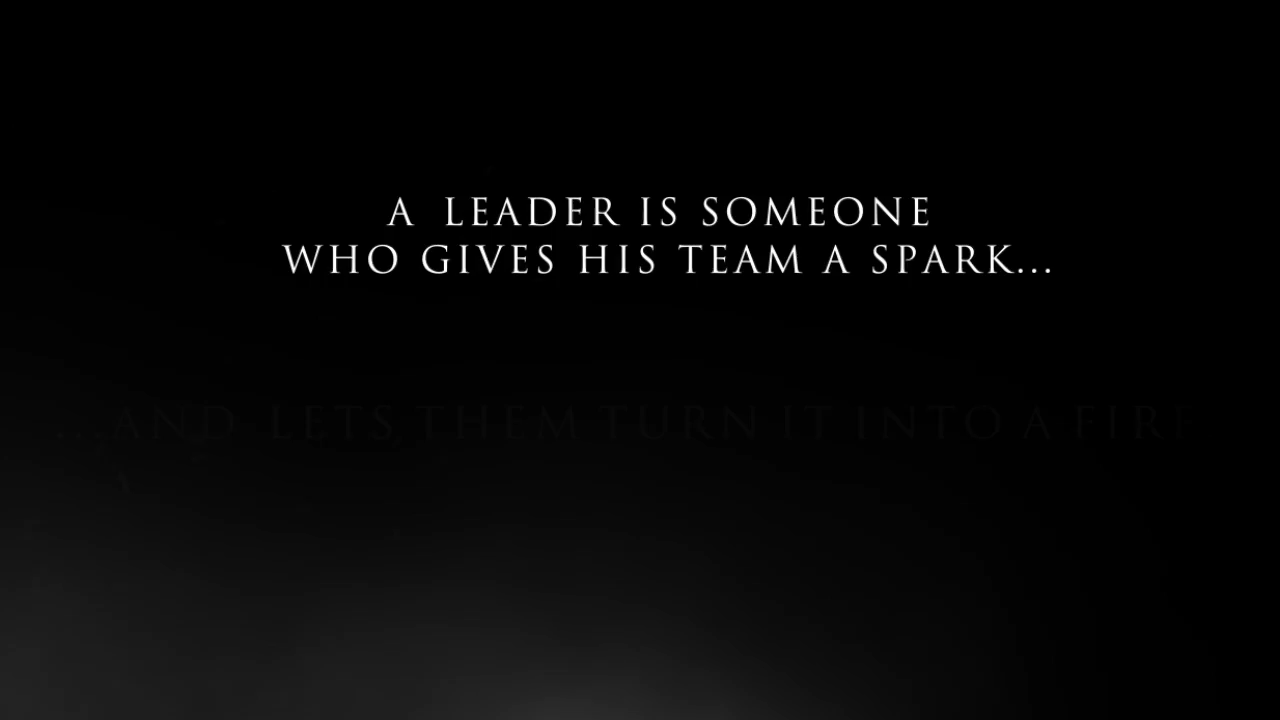 A LEADER IS SOMEONE
WHO GIVES HIS TEAM A SPARK...
...AND LETS THEM TURN IT INTO A FIRE